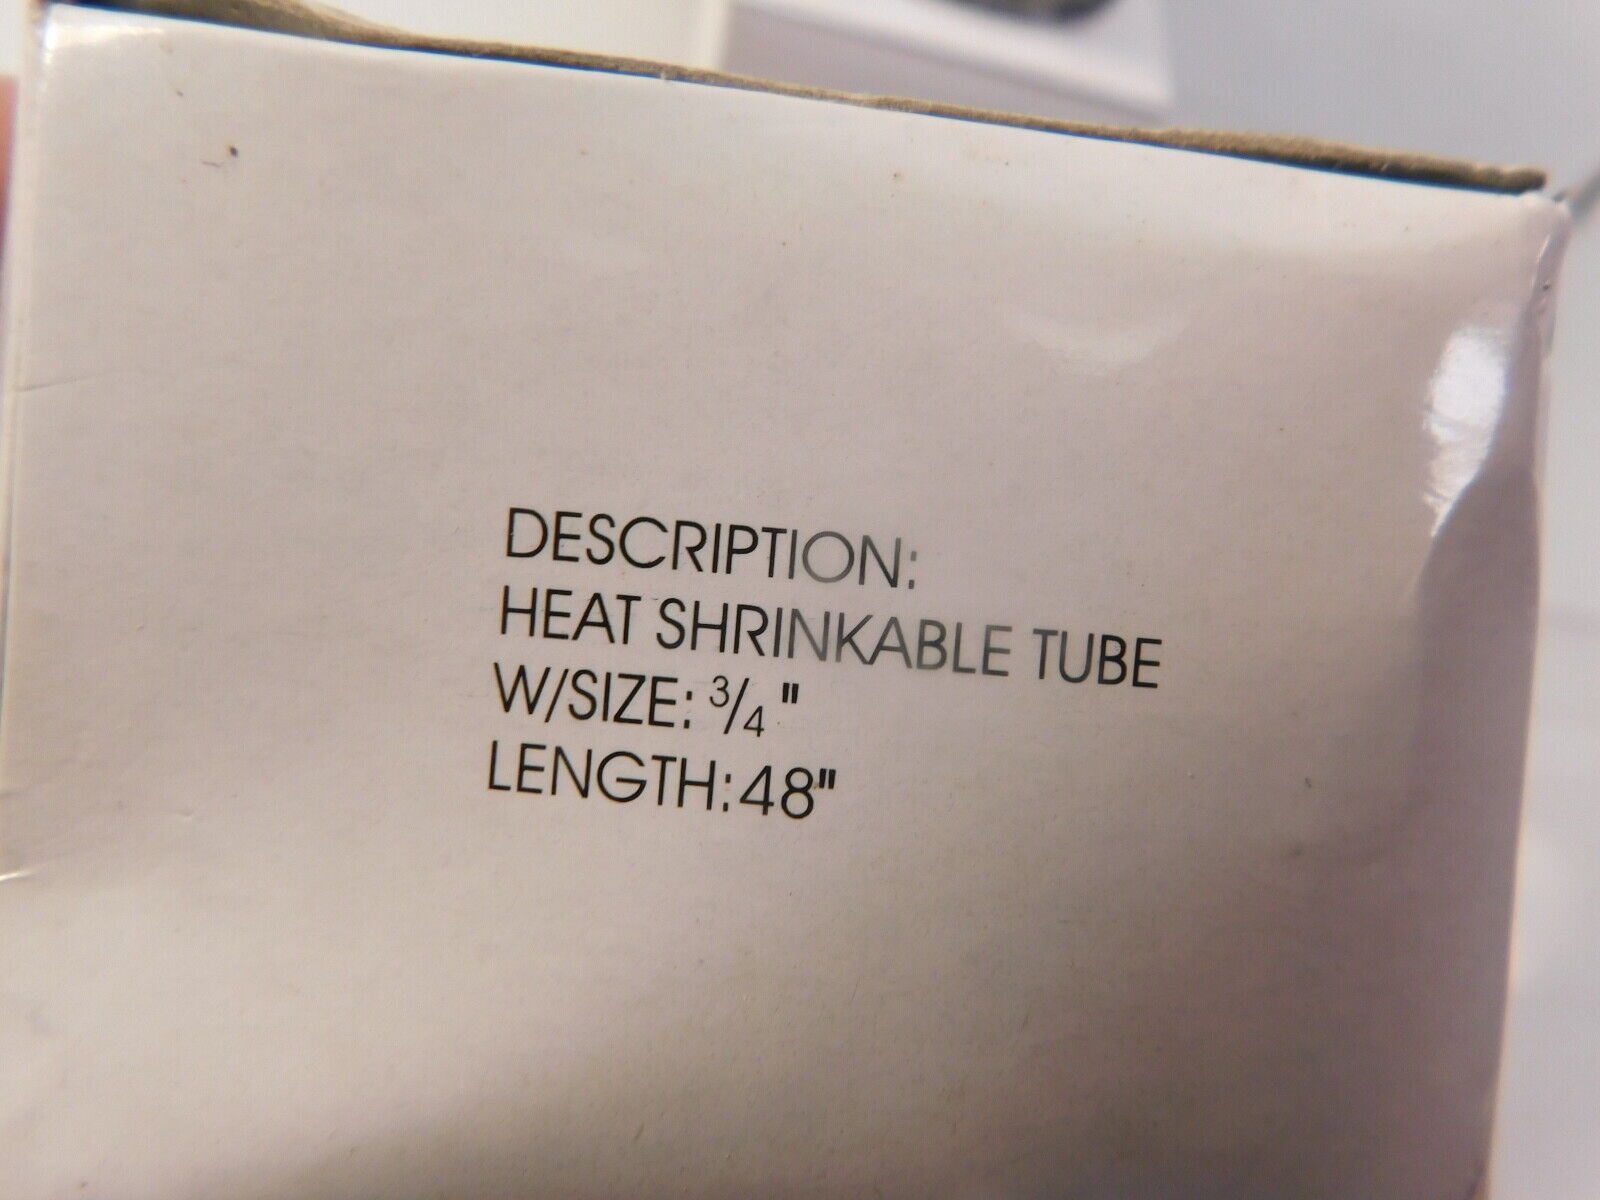 DESCRIPTION:
HEAT SHRINKABLE TUBE
W/SIZE: 3/4"
LENGTH:48"